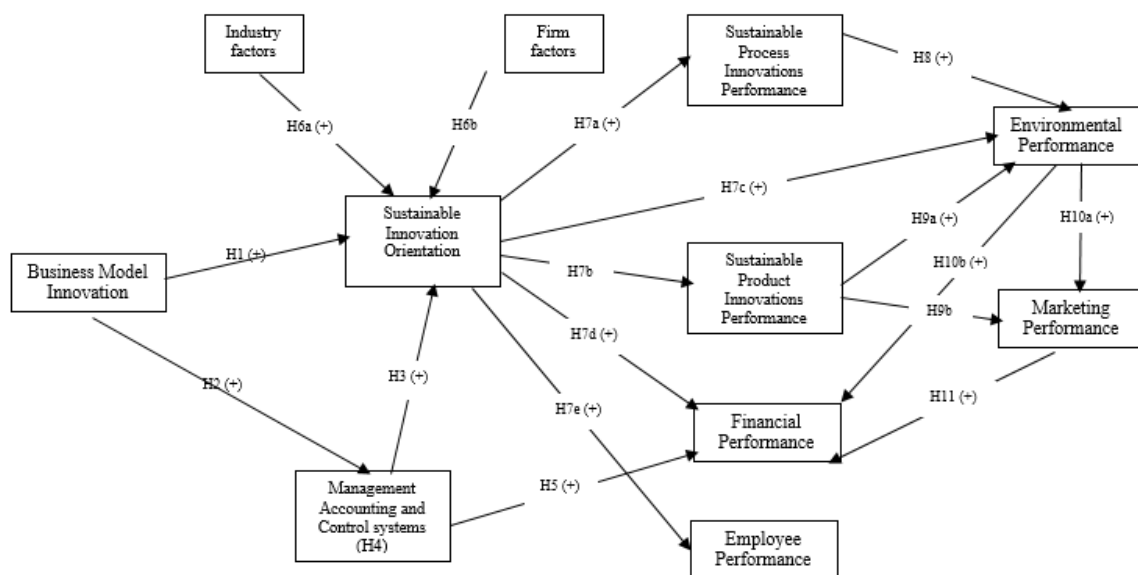 Industry
factors
Firm
factors
Sustainable
Process
Innovations
Performance
H8 (+)
H6a (+)
H6b
H7a (+)
Environmental
Performance
H7c (+)
Sustainable
Innovation
Orientation
H9a (+)
H10a (+)
H1 (+)
H7b
H10b (+)
Business Model
Innovation
Sustainable
Product
Innovations
Performance
H9b
Marketing
Performance
H7d (+)
H2 (+)
H3 (+)
H7e (+)
H11 (+)
Financial
Performance
H5 (+)
Management
Accounting and
Control systems
(H4)
Employee
Performance